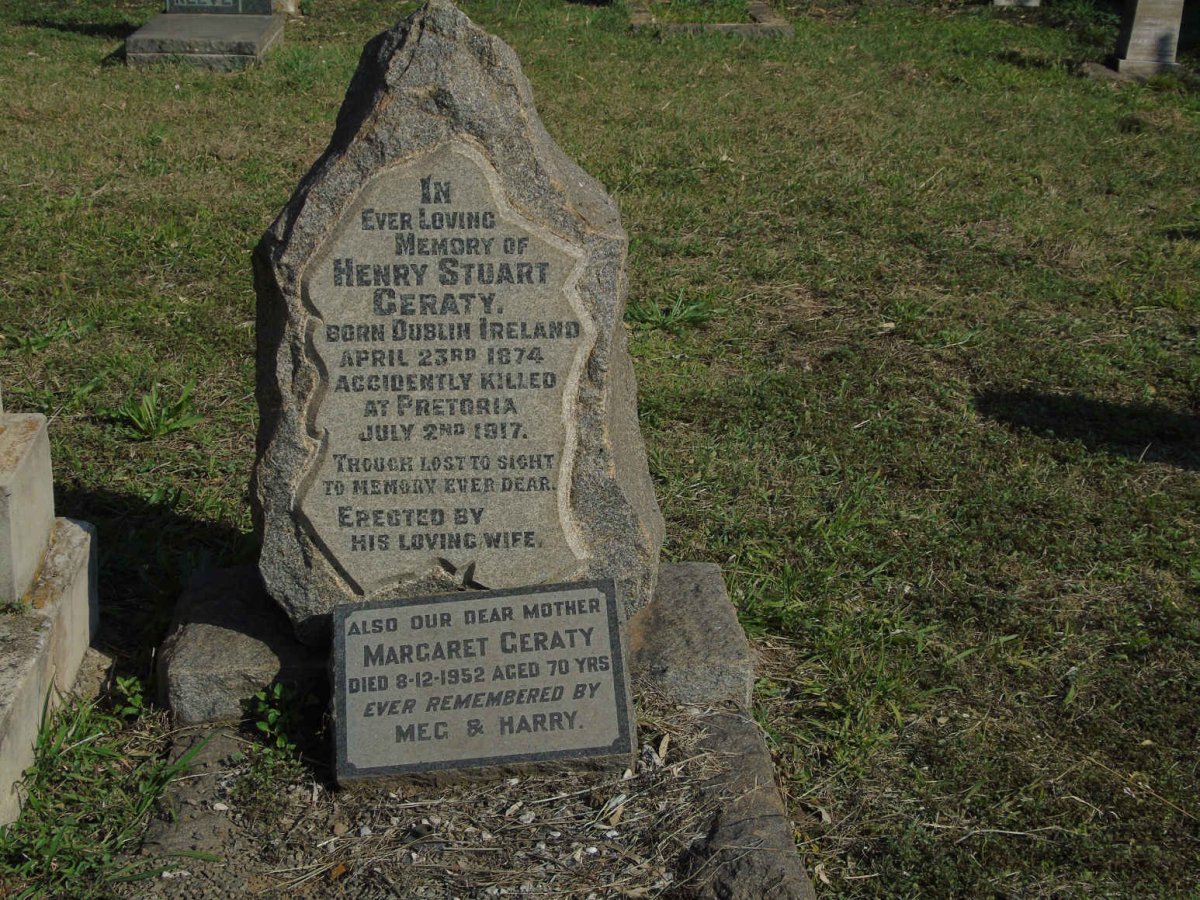 REEVE
IN
EVER LOVING
MEMORY OF
HENRY STUART
GERATY.
BORN DUBLIN IRELAND
APRIL 23RD 1874
ACCIDENTLY KILLED
AT PRETORIA
JULY 2ND 1917.
THOUGH LOST TO SIGHT
TO MEMORY EVER DEAR.
ERECTED BY
HIS LOVING WIFE.
ALSO OUR DEAR MOTHER
MARGARET GERATY
DIED 8-12-1952 AGED 70 YRS
EVER REMEMBERED BY
MEG & HARRY.